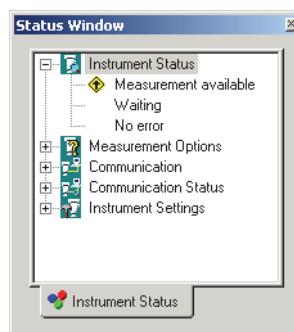 Status Window
Instrument Status
Measurement available
Waiting
No error
Measurement Options
Communication
Communication Status
Instrument Settings
Instrument Status